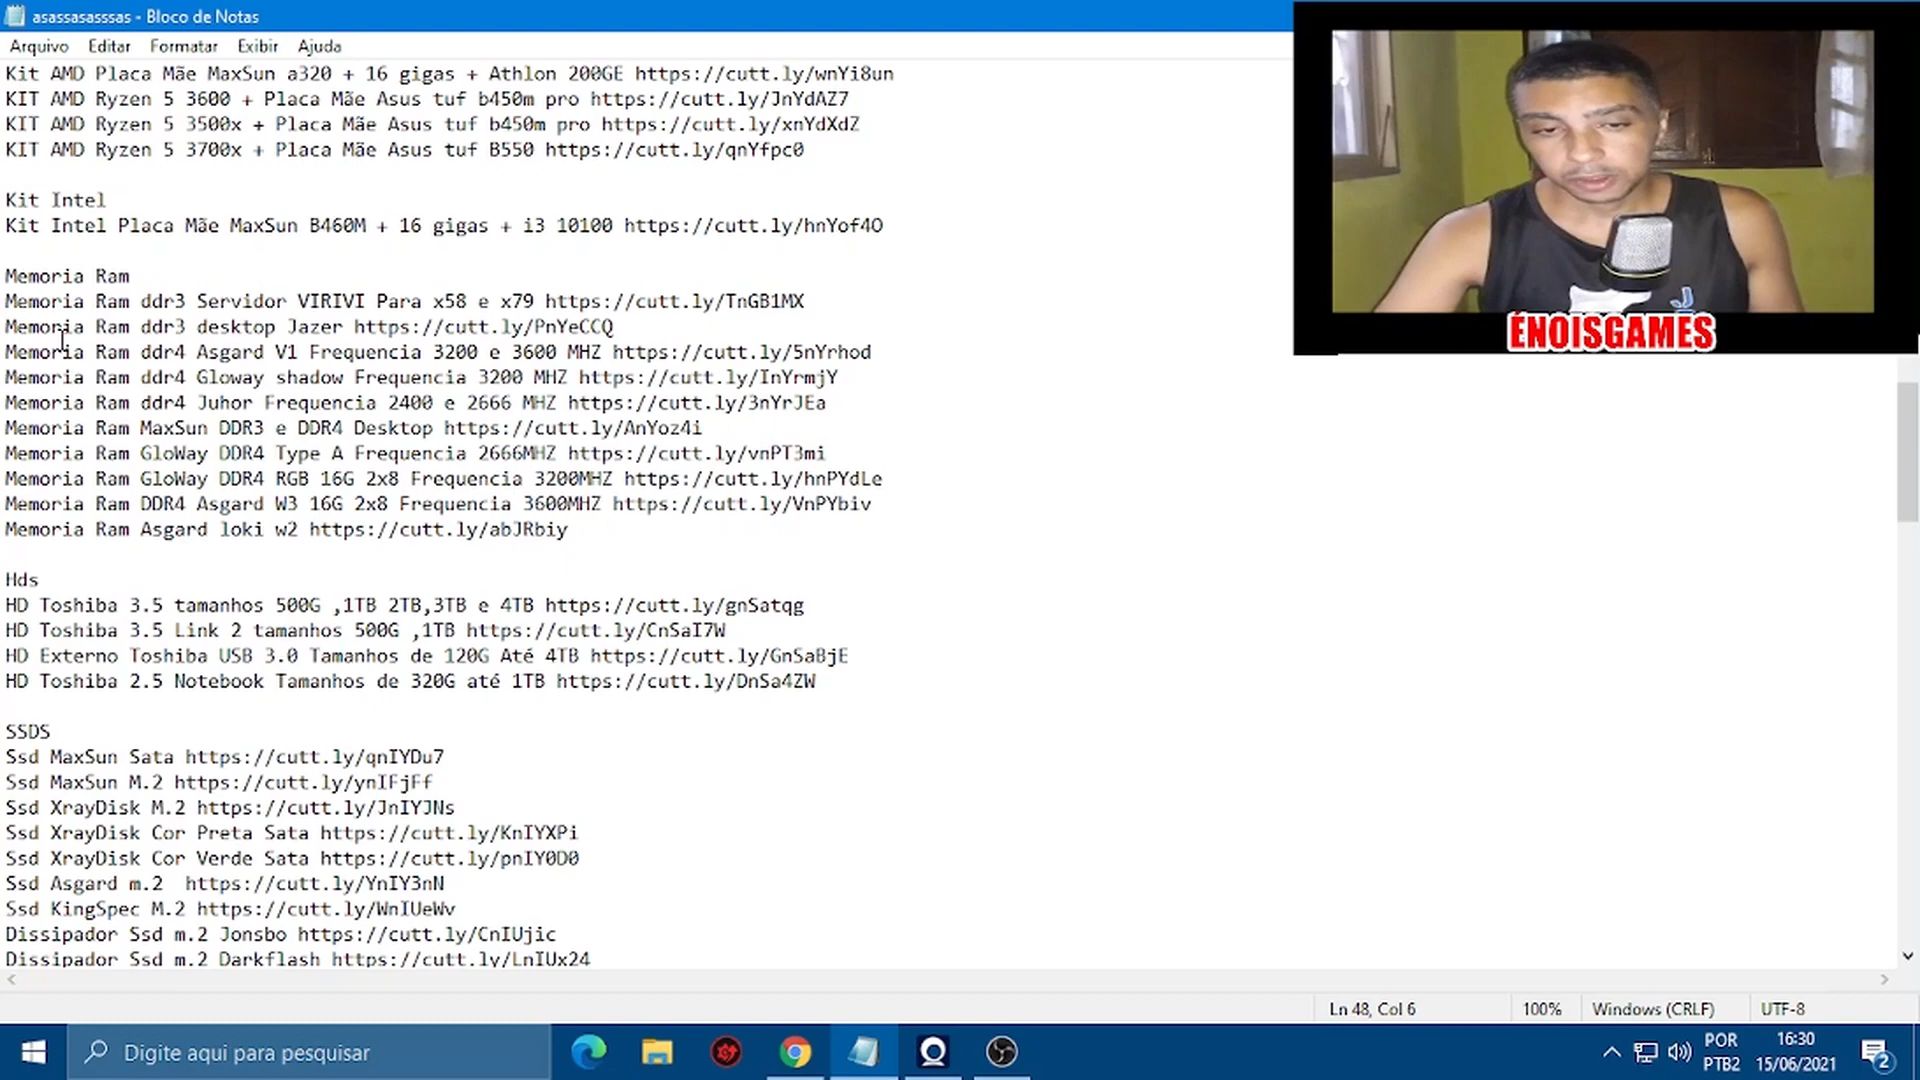 asassasasssas - Bloco de Notas
Arquivo Editar Formatar Exibir Ajuda
Kit AMD Placa Mãe MaxSun a320 + 16 gigas + Athlon 200GE https://cutt.ly/wnYi8un
KIT AMD Ryzen 5 3600 + Placa Mãe Asus tuf b450m pro https://cutt.ly/JnYdAZ7
KIT AMD Ryzen 5 3500x + Placa Mãe Asus tuf b450m pro https://cutt.ly/xnYdXdZ
KIT AMD Ryzen 5 3700x + Placa Mãe Asus tuf B550 https://cutt.ly/qnYfpc0
Kit Intel
Kit Intel Placa Mãe MaxSun B460M + 16 gigas + i3 10100 https://cutt.ly/hnYof4O
Memoria Ram
Memoria Ram ddr3 Servidor VIRIVI Para x58 e x79 https://cutt.ly/TnGB1MX
Memoria Ram ddr3 desktop Jazer https://cutt.ly/PnYeCCQ
Memoria Ram ddr4 Asgard V1 Frequencia 3200 e 3600 MHZ https://cutt.ly/5nYrhod
Memoria Ram ddr4 Gloway shadow Frequencia 3200 MHZ https://cutt.ly/InYrmjY
Memoria Ram ddr4 Juhor Frequencia 2400 e 2666 MHZ https://cutt.ly/3nYrJEa
Memoria Ram MaxSun DDR3 e DDR4 Desktop https://cutt.ly/AnYoz4i
Memoria Ram GloWay DDR4 Type A Frequencia 2666MHZ https://cutt.ly/vnPT3mi
Memoria Ram GloWay DDR4 RGB 16G 2x8 Frequencia 3200MHZ https://cutt.ly/hnPYdLe
Memoria Ram DDR4 Asgard W3 16G 2x8 Frequencia 3600MHZ https://cutt.ly/VnPYbiv
Memoria Ram Asgard loki w2 https://cutt.ly/abJRbiy
Hds
HD Toshiba 3.5 tamanhos 500G ,1TB 2TB,3TB e 4TB https://cutt.ly/gnSatqg
HD Toshiba 3.5 Link 2 tamanhos 500G ,1TB https://cutt.ly/CnSaI7W
HD Externo Toshiba USB 3.0 Tamanhos de 120G Até 4TB https://cutt.ly/GnSaBjE
HD Toshiba 2.5 Notebook Tamanhos de 320G até 1TB https://cutt.ly/DnSa4ZW
SSDS
Ssd MaxSun Sata https://cutt.ly/qnIYDu7
Ssd MaxSun M.2 https://cutt.ly/ynIFjFf
Ssd XrayDisk M.2 https://cutt.ly/JnIYJNs
Ssd XrayDisk Cor Preta Sata https://cutt.ly/KnIYXPi
Ssd XrayDisk Cor Verde Sata https://cutt.ly/pnIY0D0
Ssd Asgard m.2  https://cutt.ly/YnIY3nN
Ssd KingSpec M.2 https://cutt.ly/WnIUeWv
Dissipador Ssd m.2 Jonsbo https://cutt.ly/CnIUjic
Dissipador Ssd m.2 Darkflash https://cutt.ly/LnIUx24
ÉNOISGAMES
Ln 48, Col 6 100% Windows (CRLF) UTF-8
Digite aqui para pesquisar
POR
PTB2
16:30
15/06/2021
2